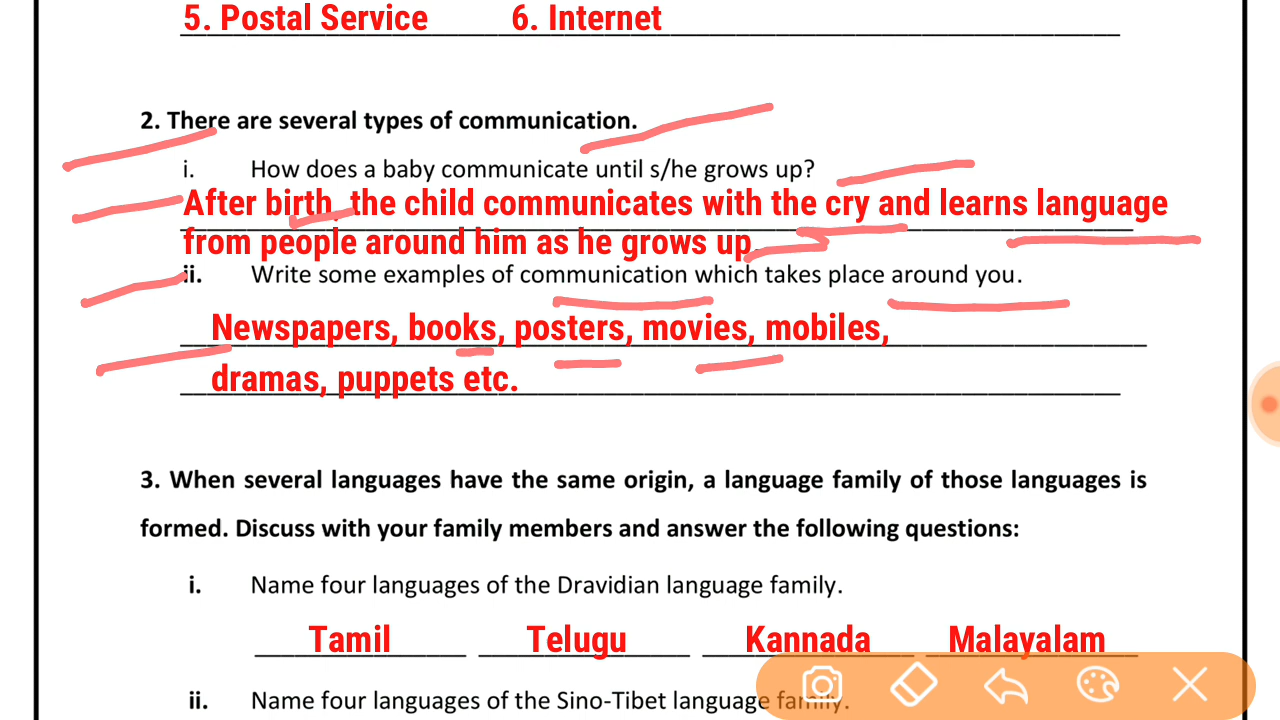 5. Postal Service 6. Internet
2. There are several types of communication.
i. How does a baby communicate until s/he grows up?
After birth, the child communicates with the cry and learns language
from people around him as he grows up
ii. Write some examples of communication which takes place around you.
Newspapers, books, posters, movies, mobiles,
dramas, puppets etc.
3. When several languages have the same origin, a language family of those languages is
formed. Discuss with your family members and answer the following questions:
i. Name four languages of the Dravidian language family.
Tamil Telugu Kannada Malayalam
ii. Name four languages of the Sino-Tibet language family.